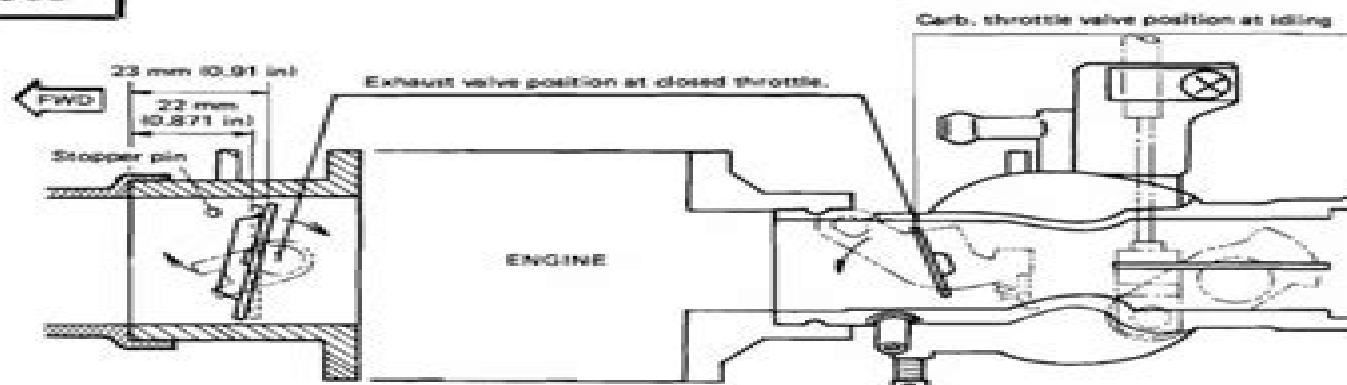 Carb. throttle valve position at idling
23 mm (0.91 in)
Exhaust valve position at closed throttle.
FWD
22 mm
(0.871 in)
Stopper pin
ENGINE